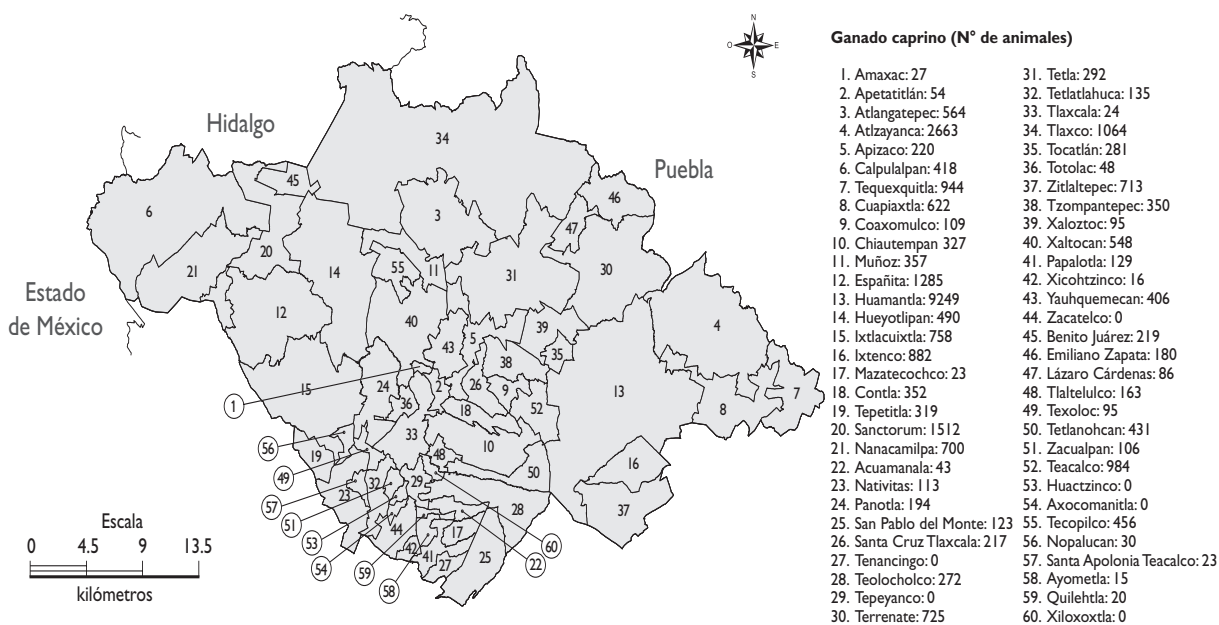 N
O
E
S
Ganado caprino (N° de animales)
1. Amaxac: 27
2. Apetatitlán: 54
3. Atlangatepec: 564
4. Atlzayanca: 2663
5. Apizaco: 220
6. Calpulalpan: 418
7. Tequexquitla: 944
8. Cuapiaxtla: 622
9. Coaxomulco: 109
10. Chiautempan 327
11. Muñoz: 357
12. Españita: 1285
13. Huamantla: 9249
14. Hueyotlipan: 490
15. Ixtlacuixtla: 758
16. Ixtenco: 882
17. Mazatecochco: 23
18. Contla: 352
19. Tepetitla: 319
20. Sanctorum: 1512
21. Nanacamilpa: 700
22. Acuamanala: 43
23. Nativitas: 113
24. Panotla: 194
25. San Pablo del Monte: 123
26. Santa Cruz Tlaxcala: 217
27. Tenancingo: 0
28. Teolocholco: 272
29. Tepeyanco: 0
30. Terrenate: 725
31. Tetla: 292
32. Tetlatlahuca: 135
33. Tlaxcala: 24
34. Tlaxco: 1064
35. Tocatlán: 281
36. Totolac: 48
37. Zitlaltepec: 713
38. Tzompantepec: 350
39. Xaloztoc: 95
40. Xaltocan: 548
41. Papalotla: 129
42. Xicohtzinco: 16
43. Yauhquemecan: 406
44. Zacatelco: 0
45. Benito Juárez: 219
46. Emiliano Zapata: 180
47. Lázaro Cárdenas: 86
48. Tlaltelulco: 163
49. Texoloc: 95
50. Tetlanohcan: 431
51. Zacualpan: 106
52. Teacalco: 984
53. Huactzinco: 0
54. Axocomanitla: 0
55. Tecopilco: 456
56. Nopalucan: 30
57. Santa Apolonia Teacalco: 23
58. Ayometla: 15
59. Quilehtla: 20
60. Xiloxoxtla: 0
Hidalgo
Puebla
Estado
de México
34
45
6
3
46
47
20
21
55
11
31
30
14
12
40
43
5
39
4
38
35
15
24
2
26
9
13
7
1
36
18
52
8
33
10
56
19
48
16
49
50
57
23
32
29
28
37
51
44
17
53
42
41
25
60
54
59
27
22
58
Escala
0 4.5 9 13.5
kilómetros